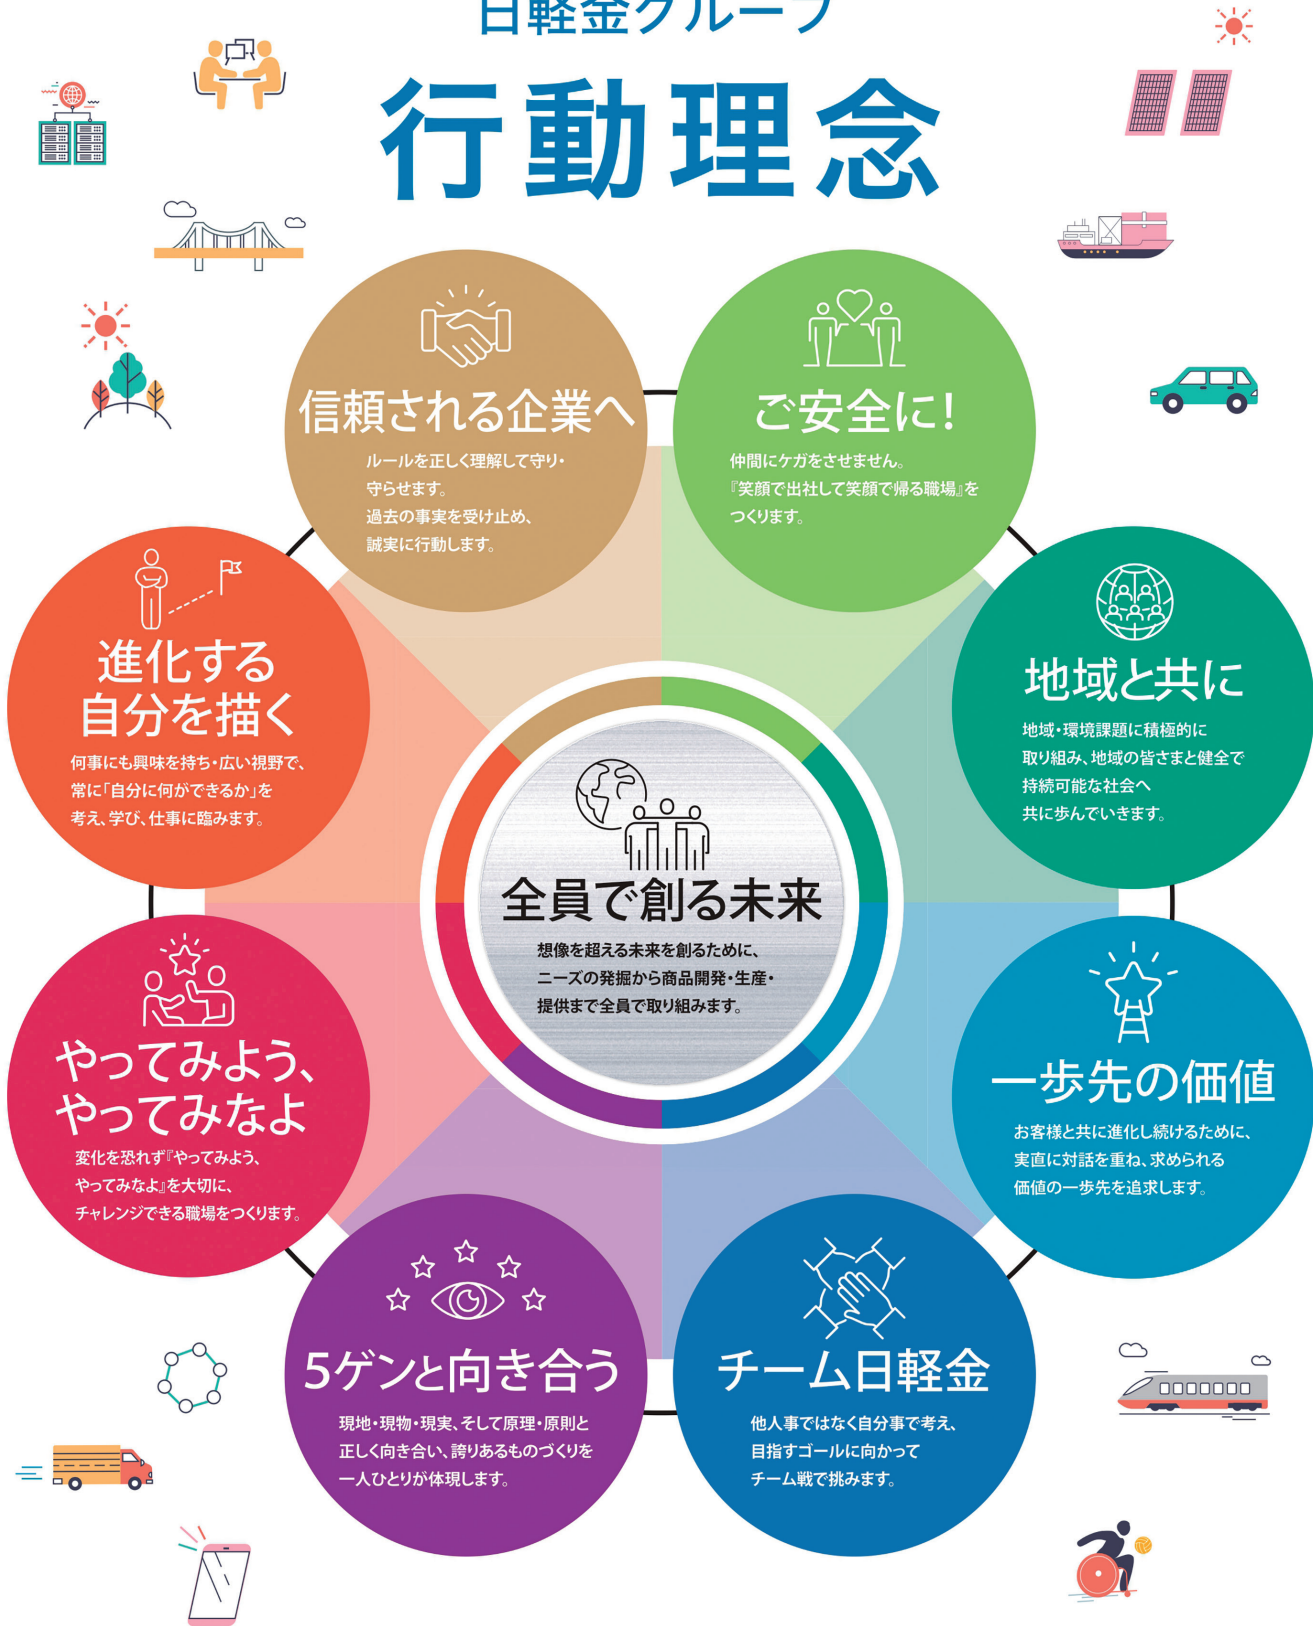 日軽金グループ
行動理念
信頼される企業へ
ルールを正しく理解して守り・
守らせます。
過去の事実を受け止め、
誠実に行動します。
ご安全に!
仲間にケガをさせません。
『笑顔で出社して笑顔で帰る職場』を
つくります。
地域と共に
地域・環境課題に積極的に
取り組み、地域の皆さまと健全で
持続可能な社会へ
共に歩んでいきます。
一歩先の価値
お客様と共に進化し続けるために、
実直に対話を重ね、求められる
価値の一歩先を追求します。
チーム日軽金
他人事ではなく自分事で考え、
目指すゴールに向かって
チーム戦で挑みます。
5ゲンと向き合う
現地・現物・現実、そして原理・原則と
正しく向き合い、誇りあるものづくりを
一人ひとりが体現します。
やってみよう、
やってみなよ
変化を恐れず『やってみよう、
やってみなよ』を大切に、
チャレンジできる職場をつくります。
進化する
自分を描く
何事にも興味を持ち・広い視野で、
常に「自分に何ができるか」を
考え、学び、仕事に臨みます。
全員で創る未来
想像を超える未来を創るために、
ニーズの発掘から商品開発・生産・
提供まで全員で取り組みます。